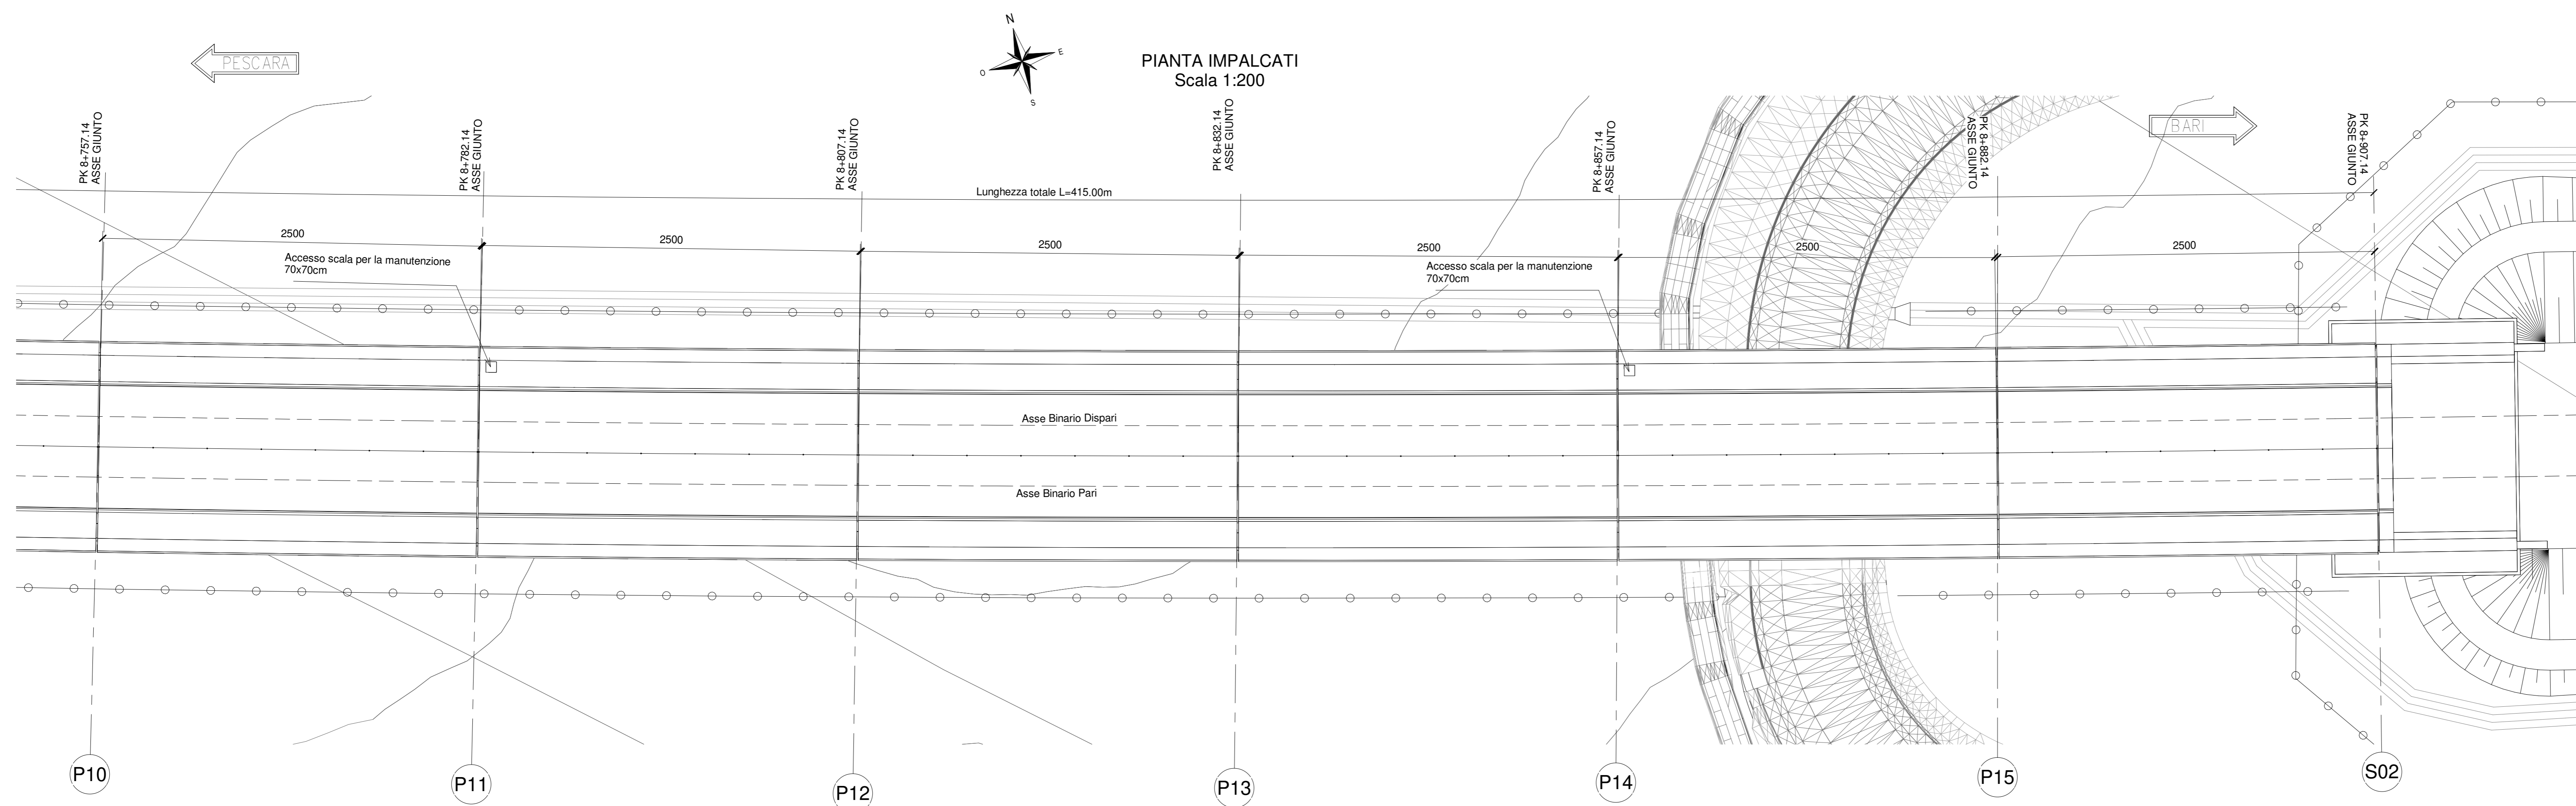 N
E
O
S
PESCARA
PIANTA IMPALCATI
Scala 1:200
BARI
PK 8+757.14
ASSE GIUNTO
PK 8+782.14
ASSE GIUNTO
PK 8+807.14
ASSE GIUNTO
PK 8+832.14
ASSE GIUNTO
PK 8+857.14
ASSE GIUNTO
PK 8+882.14
ASSE GIUNTO
PK 8+907.14
ASSE GIUNTO
Lunghezza totale L=415.00m
2500
2500
2500
2500
2500
2500
Accesso scala per la manutenzione
70x70cm
Accesso scala per la manutenzione
70x70cm
Asse Binario Dispari
Asse Binario Pari
P10
P11
P12
P13
P14
P15
S02